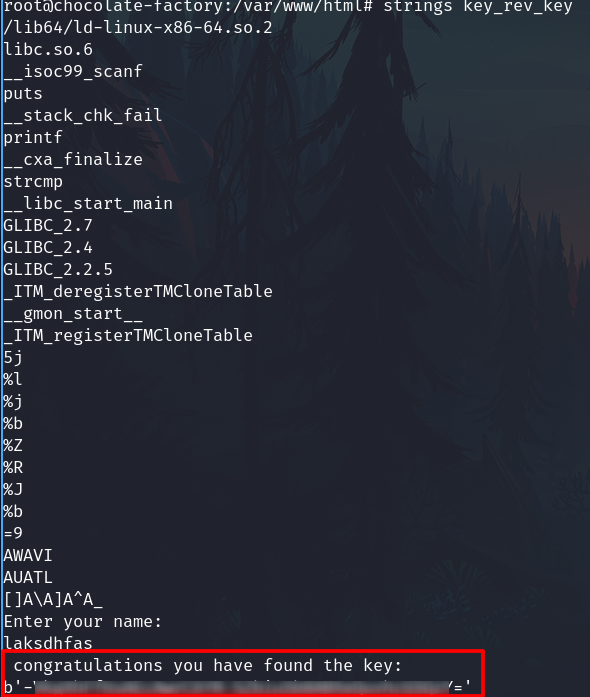 root@chocolate-factory:/var/www/html# strings key_rev_key
/lib64/ld-linux-x86-64.so.2
libc.so.6
__isoc99_scanf
puts
__stack_chk_fail
printf
__cxa_finalize
strcmp
__libc_start_main
GLIBC_2.7
GLIBC_2.4
GLIBC_2.2.5
_ITM_deregisterTMCloneTable
__gmon_start__
_ITM_registerTMCloneTable
5j
%l
%j
%b
%Z
%R
%J
%b
=9
AWAVI
AUATL
[]A\A]A^A_
Enter your name:
laksdhfas
congratulations you have found the key: